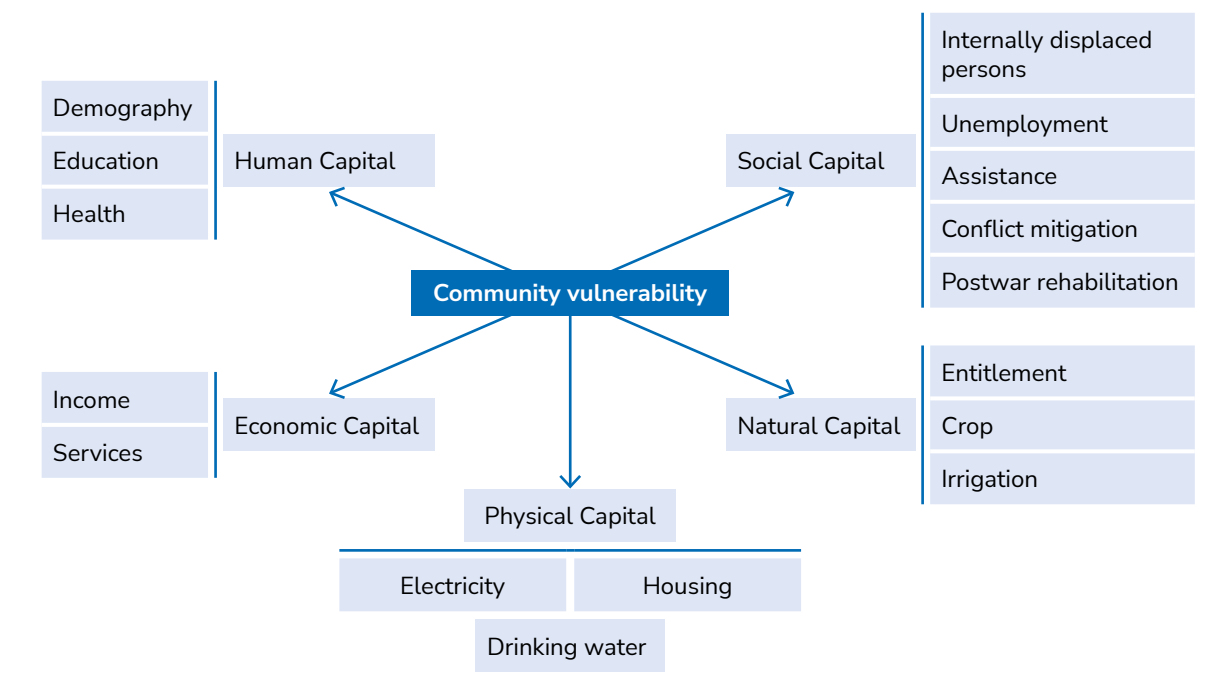 Demography
Education
Health
Human Capital
Social Capital
Internally displaced
persons
Unemployment
Assistance
Conflict mitigation
Postwar rehabilitation
Community vulnerability
Income
Services
Economic Capital
Natural Capital
Entitlement
Crop
Irrigation
Physical Capital
Electricity
Housing
Drinking water